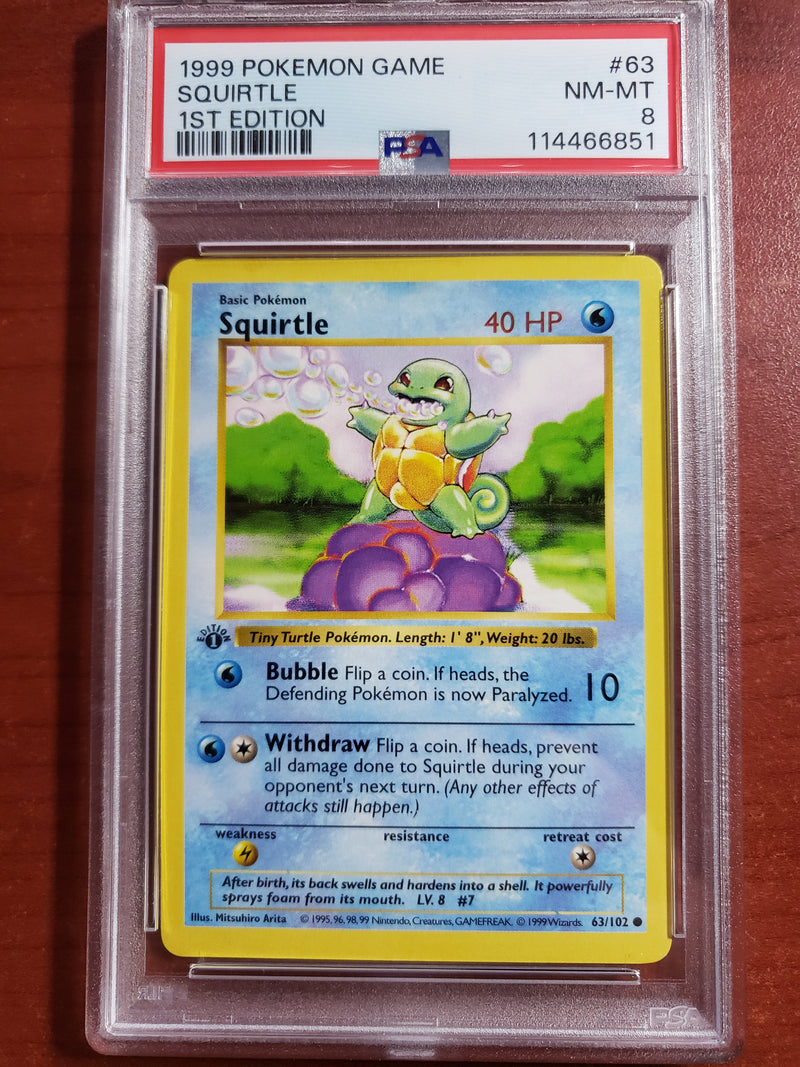 1999 POKEMON GAME #63
SQUIRTLE NM-MT
1ST EDITION 8
PSA 114466851
Basic Pokémon
Squirtle 40 HP
EDITION 1
Tiny Turtle Pokémon. Length: 1' 8", Weight: 20 lbs.
Bubble Flip a coin. If heads, the
Defending Pokémon is now Paralyzed. 10
Withdraw Flip a coin. If heads, prevent
all damage done to Squirtle during your
opponent's next turn. (Any other effects of
attacks still happen.)
weakness resistance retreat cost
After birth, its back swells and hardens into a shell. It powerfully
sprays foam from its mouth. LV. 8 #7
Illus. Mitsuhiro Arita © 1995, 96, 98, 99 Nintendo, Creatures, GAMEFREAK. © 1999 Wizards. 63/102
PSA